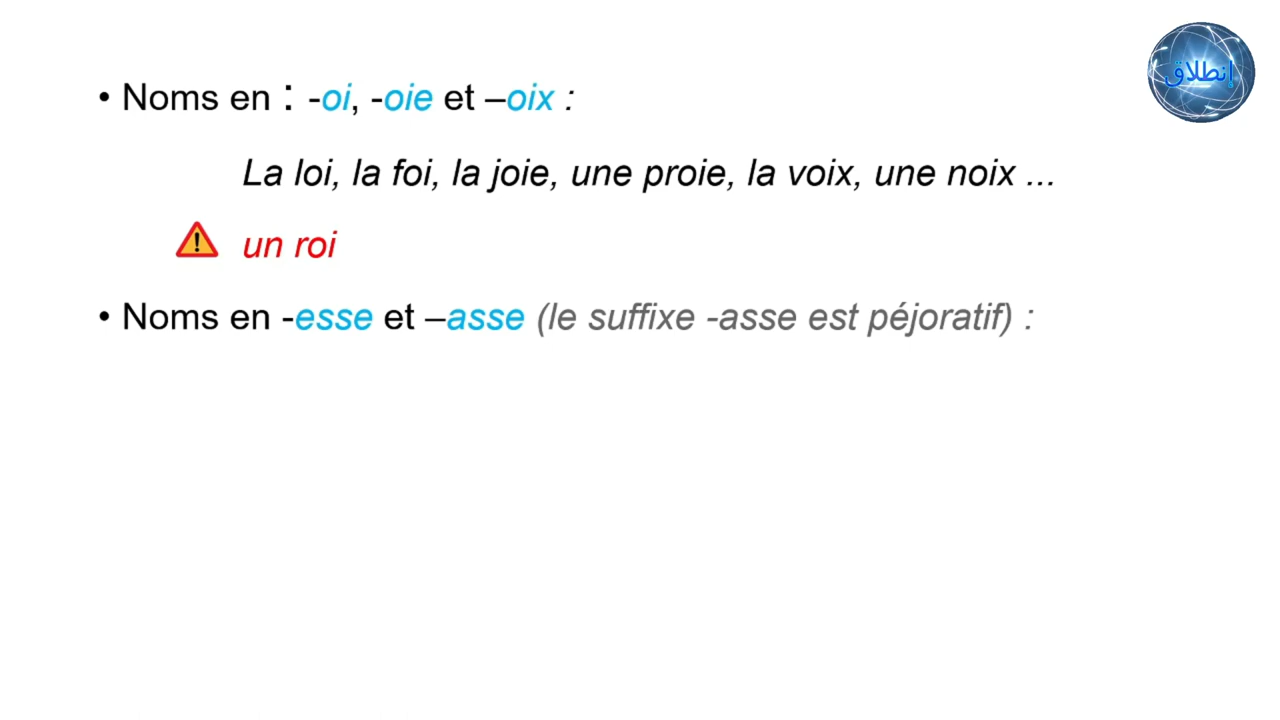 إنطلاق
• Noms en : -oi, -oie et –oix :
La loi, la foi, la joie, une proie, la voix, une noix ...
un roi
• Noms en -esse et –asse (le suffixe -asse est péjoratif) :